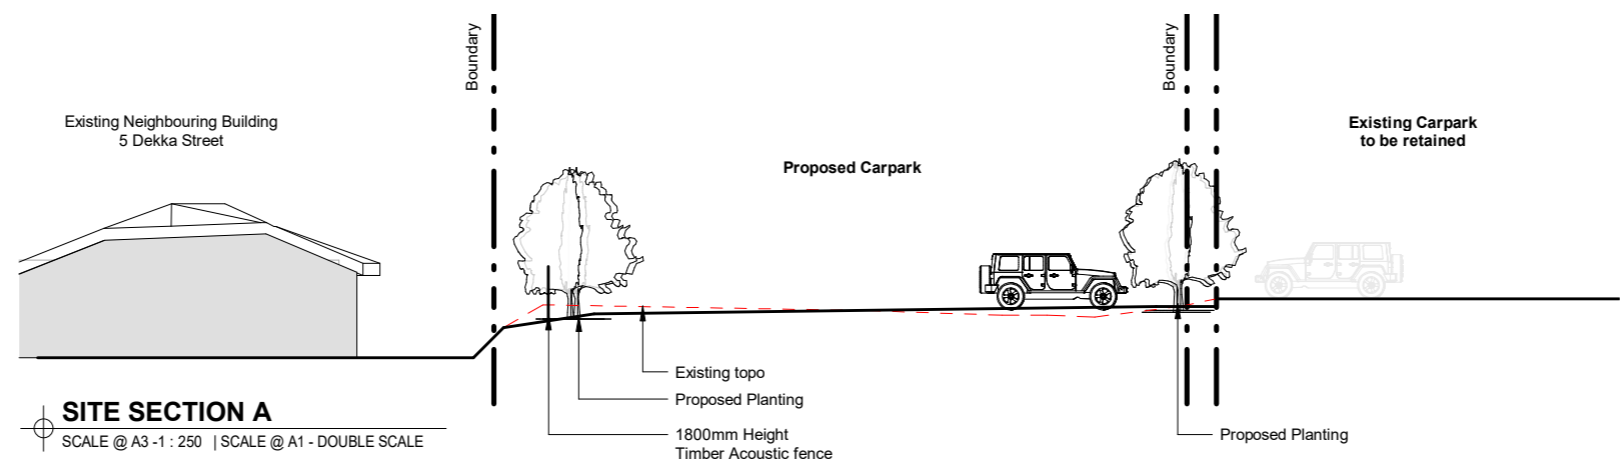 Boundary
Boundary
Existing Neighbouring Building
5 Dekka Street
Existing Carpark
to be retained
Proposed Carpark
Existing topo
Proposed Planting
1800mm Height
Timber Acoustic fence
Proposed Planting
SITE SECTION A
SCALE @ A3 -1 : 250 | SCALE @ A1 - DOUBLE SCALE